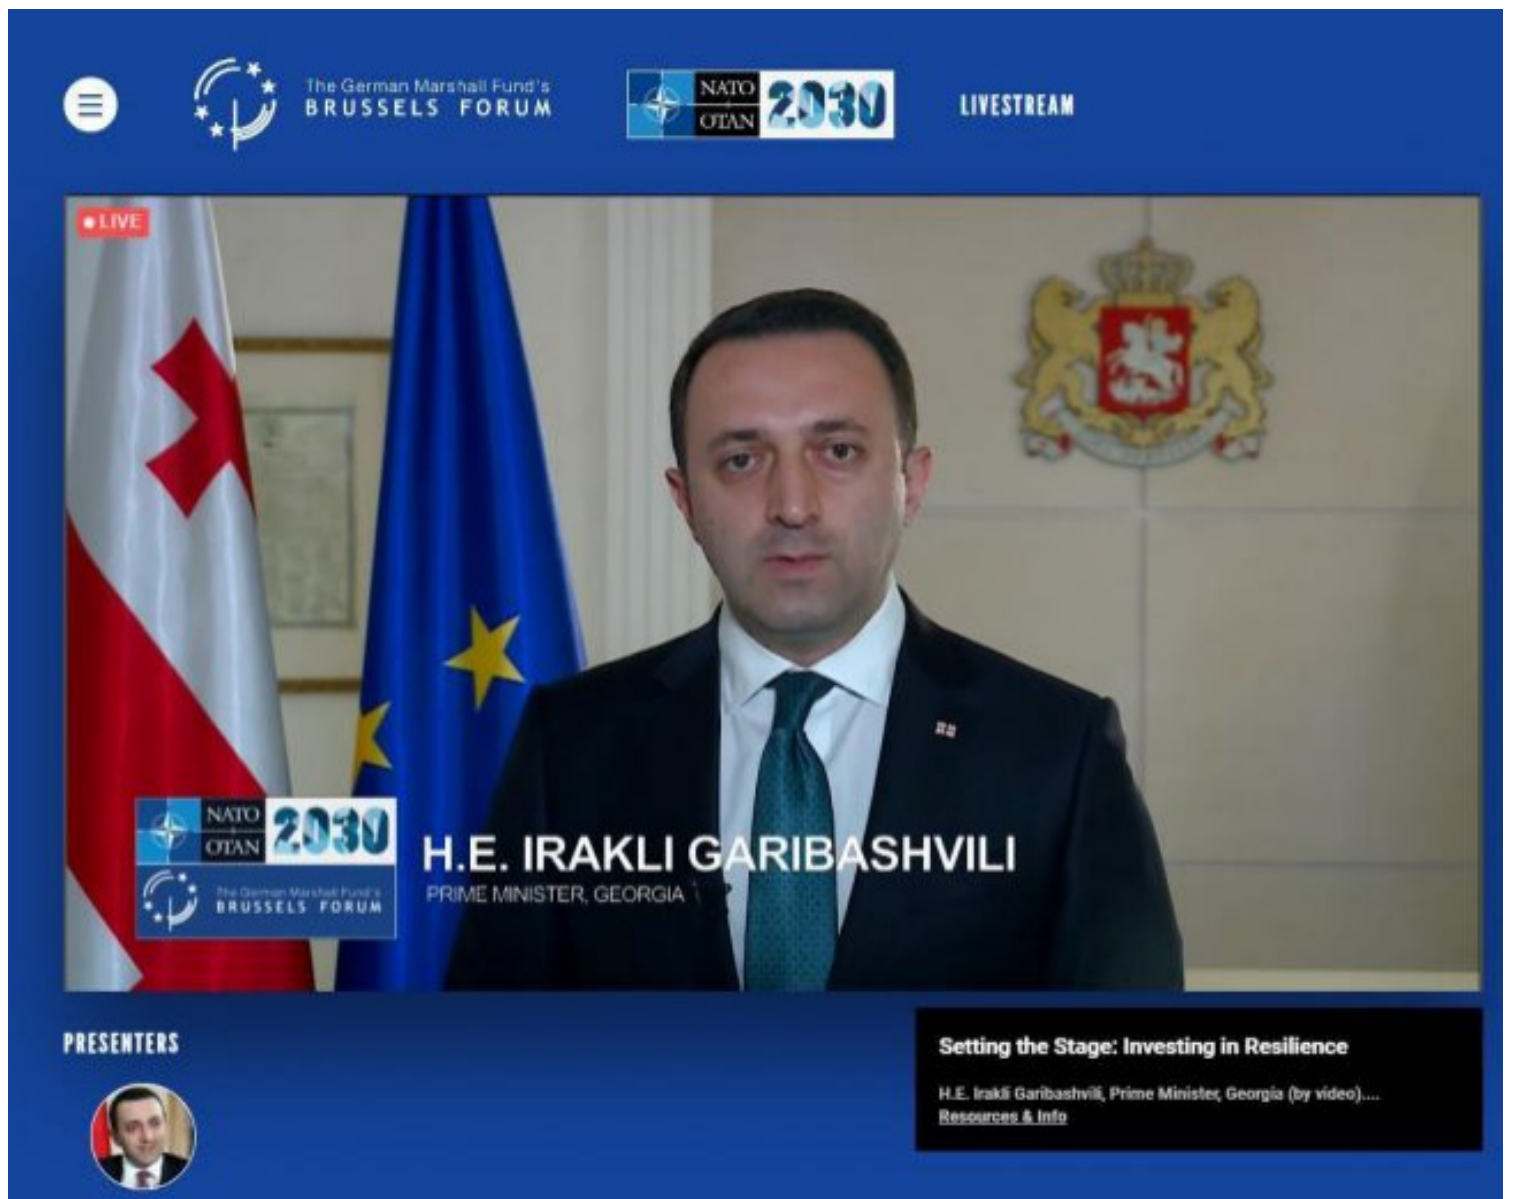 The German Marshall Fund's
BRUSSELS FORUM
NATO
OTAN
2030
LIVESTREAM
LIVE
NATO
OTAN
2030
The German Marshall Fund's
BRUSSELS FORUM
H.E. IRAKLI GARIBASHVILI
PRIME MINISTER, GEORGIA
PRESENTERS
Setting the Stage: Investing in Resilience
H.E. Irakli Garibashvili, Prime Minister, Georgia (by video)....
Resources & Info